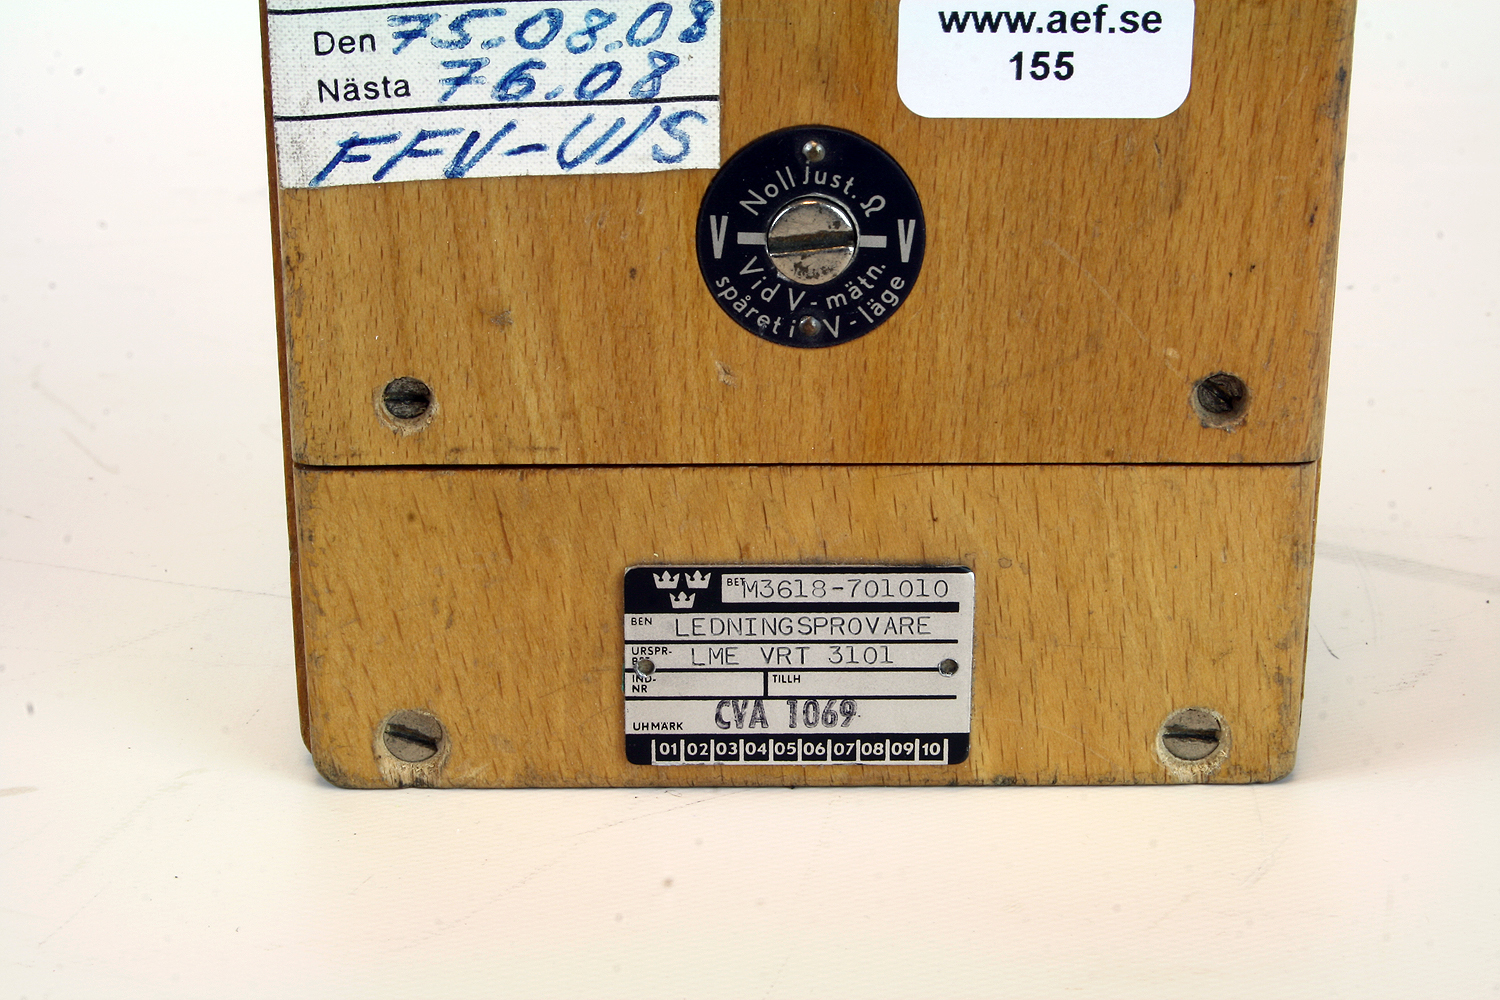 Den 75.08.08
Nästa 76.08
FFV-U/S
www.aef.se
155
Noll just. Ω
V V
Vid V-mätn.
spåret i V-läge
BET M3618-701010
BEN LEDNINGSPROVARE
URSPR- LME VRT 3101
IND- TILLH
NR
UHMÄRK CVA 1069
01 02 03 04 05 06 07 08 09 10